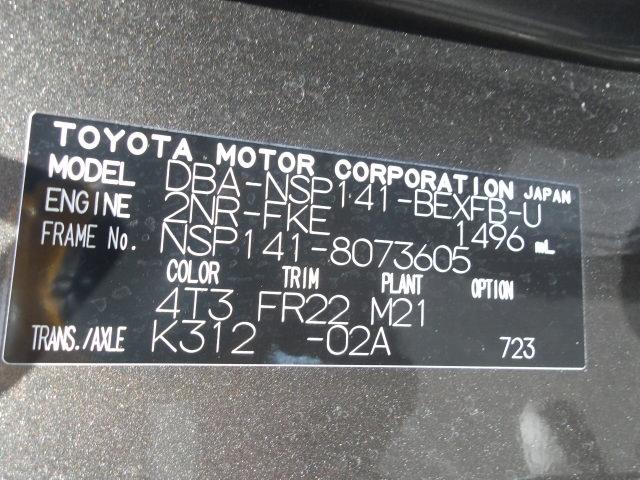 TOYOTA MOTOR CORPORATION JAPAN
MODEL DBA-NSP141-BEXFB-U
ENGINE 2NR-FKE 1496 mL
FRAME No. NSP141-8073605
COLOR TRIM PLANT OPTION
4T3 FR22 M21
TRANS./AXLE K312 -02A 723